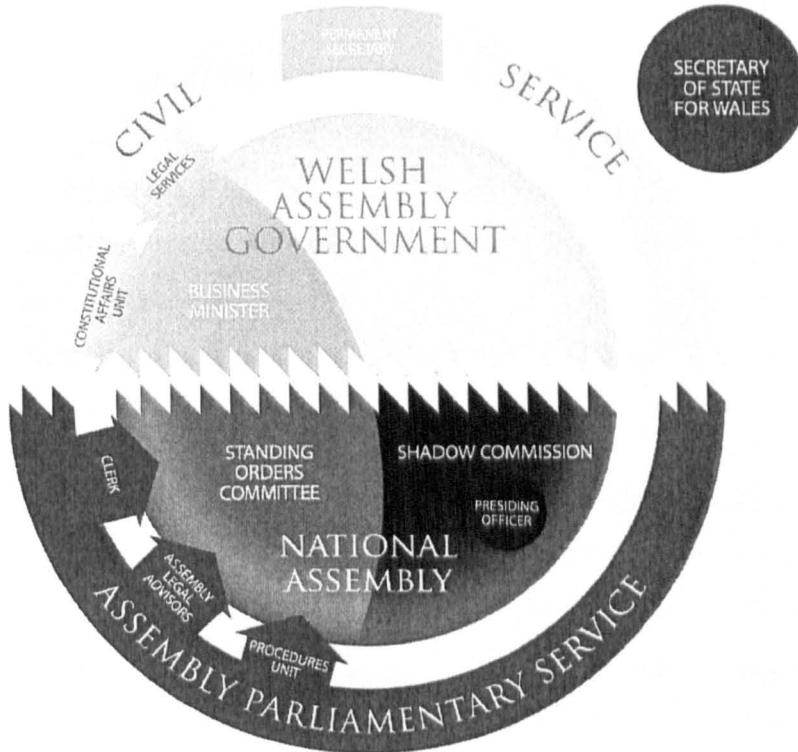 PERMANENT
SECRETARY
SECRETARY
OF STATE
FOR WALES
CIVIL SERVICE
LEGAL
SERVICES
WELSH
ASSEMBLY
GOVERNMENT
CONSTITUTIONAL
AFFAIRS
UNIT
BUSINESS
MINISTER
CLERK
STANDING
ORDERS
COMMITTEE
SHADOW COMMISSION
PRESIDING
OFFICER
NATIONAL
ASSEMBLY
ASSEMBLY
LEGAL
ADVISORS
PROCEDURES
UNIT
ASSEMBLY PARLIAMENTARY SERVICE